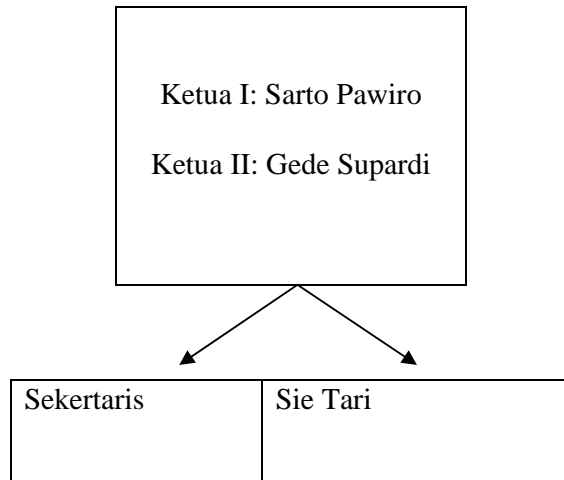 Ketua I: Sarto Pawiro
Ketua II: Gede Supardi
Sekertaris
Sie Tari